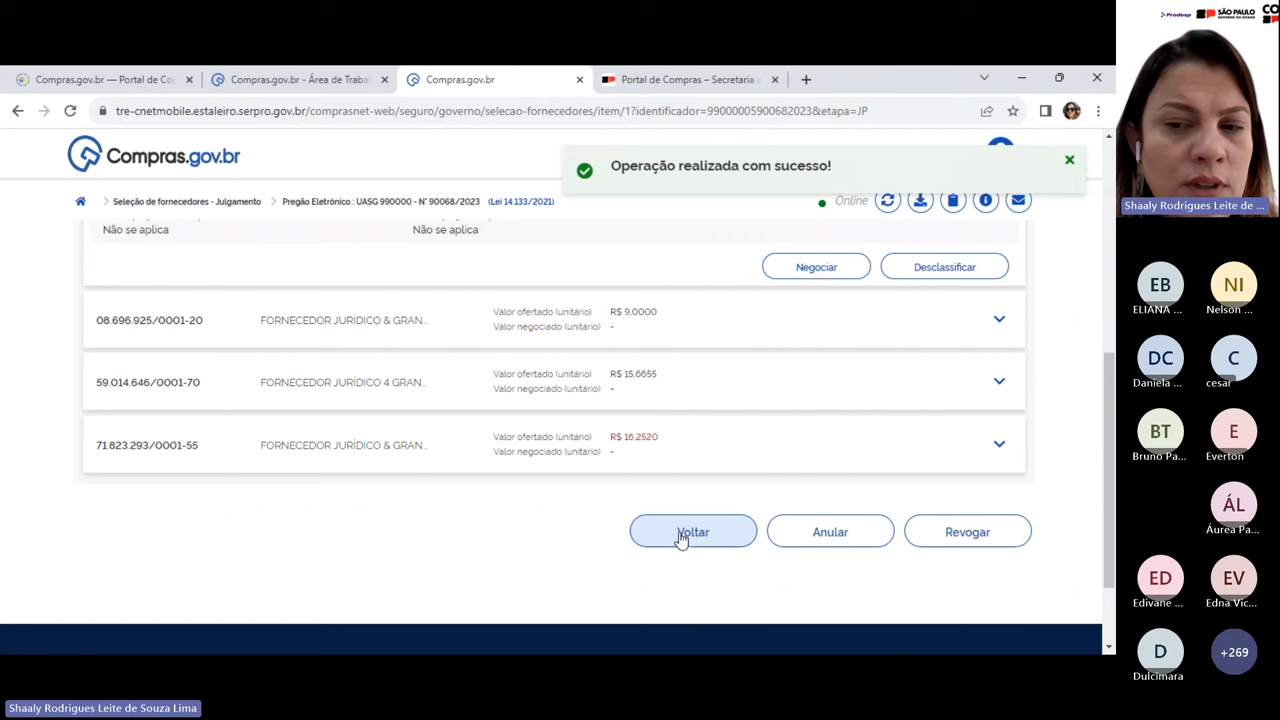 Prodesp
SÃO PAULO
GOVERNO DO ESTADO
CO
Compras.gov.br — Portal de Co
Compras.gov.br - Área de Traba
Compras.gov.br
Portal de Compras – Secretaria d
tre-cnetmobile.estaleiro.serpro.gov.br/comprasnet-web/seguro/governo/selecao-fornecedores/item/1?identificador=99000005900682023&etapa=JP
Compras.gov.br
Operação realizada com sucesso!
Seleção de fornecedores - Julgamento
Pregão Eletrônico : UASG 990000 - N° 90068/2023
(Lei 14.133/2021)
Online
Não se aplica
Não se aplica
Negociar
Desclassificar
08.696.925/0001-20
FORNECEDOR JURÍDICO & GRAN...
Valor ofertado (unitário) R$ 9,0000
Valor negociado (unitário) -
59.014.646/0001-70
FORNECEDOR JURÍDICO 4 GRAN...
Valor ofertado (unitário) R$ 15,6655
Valor negociado (unitário) -
71.823.293/0001-55
FORNECEDOR JURÍDICO & GRAN...
Valor ofertado (unitário) R$ 16,2520
Valor negociado (unitário) -
Voltar
Anular
Revogar
Shaaly Rodrigues Leite de ...
EB
ELIANA ...
NI
Nelson ...
DC
Daniela ...
C
cesar
BT
Bruno Pa...
E
Everton
ÁL
Áurea Pa...
ED
Edivane ...
EV
Edna Vic...
D
Dulcimara
+269
Shaaly Rodrigues Leite de Souza Lima